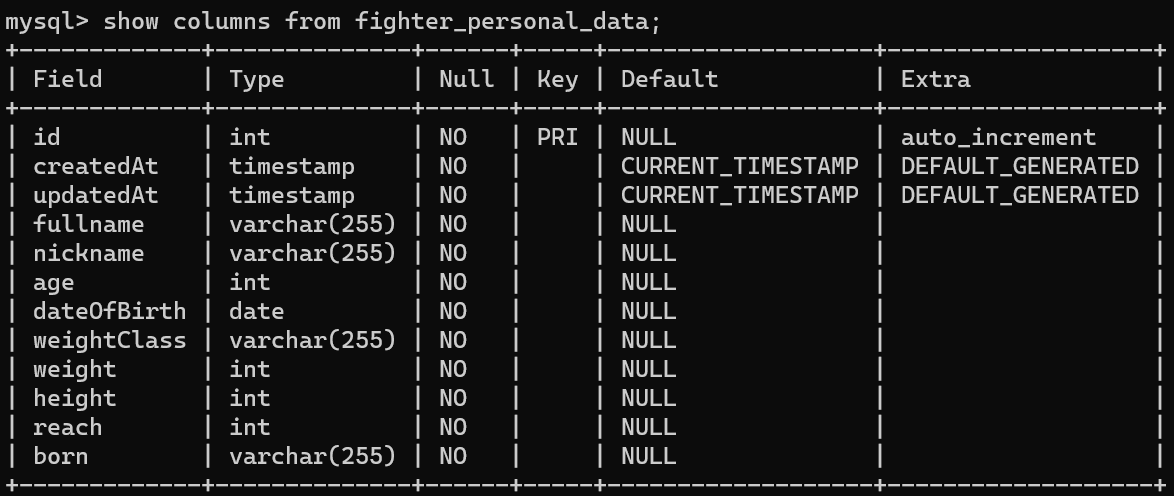 mysql> show columns from fighter_personal_data;
+-------------+--------------+------+-----+-------------------+-------------------+
| Field       | Type         | Null | Key | Default           | Extra             |
+-------------+--------------+------+-----+-------------------+-------------------+
| id          | int          | NO   | PRI | NULL              | auto_increment    |
| createdAt   | timestamp    | NO   |     | CURRENT_TIMESTAMP | DEFAULT_GENERATED |
| updatedAt   | timestamp    | NO   |     | CURRENT_TIMESTAMP | DEFAULT_GENERATED |
| fullname    | varchar(255) | NO   |     | NULL              |                   |
| nickname    | varchar(255) | NO   |     | NULL              |                   |
| age         | int          | NO   |     | NULL              |                   |
| dateOfBirth | date         | NO   |     | NULL              |                   |
| weightClass | varchar(255) | NO   |     | NULL              |                   |
| weight      | int          | NO   |     | NULL              |                   |
| height      | int          | NO   |     | NULL              |                   |
| reach       | int          | NO   |     | NULL              |                   |
| born        | varchar(255) | NO   |     | NULL              |                   |
+-------------+--------------+------+-----+-------------------+-------------------+